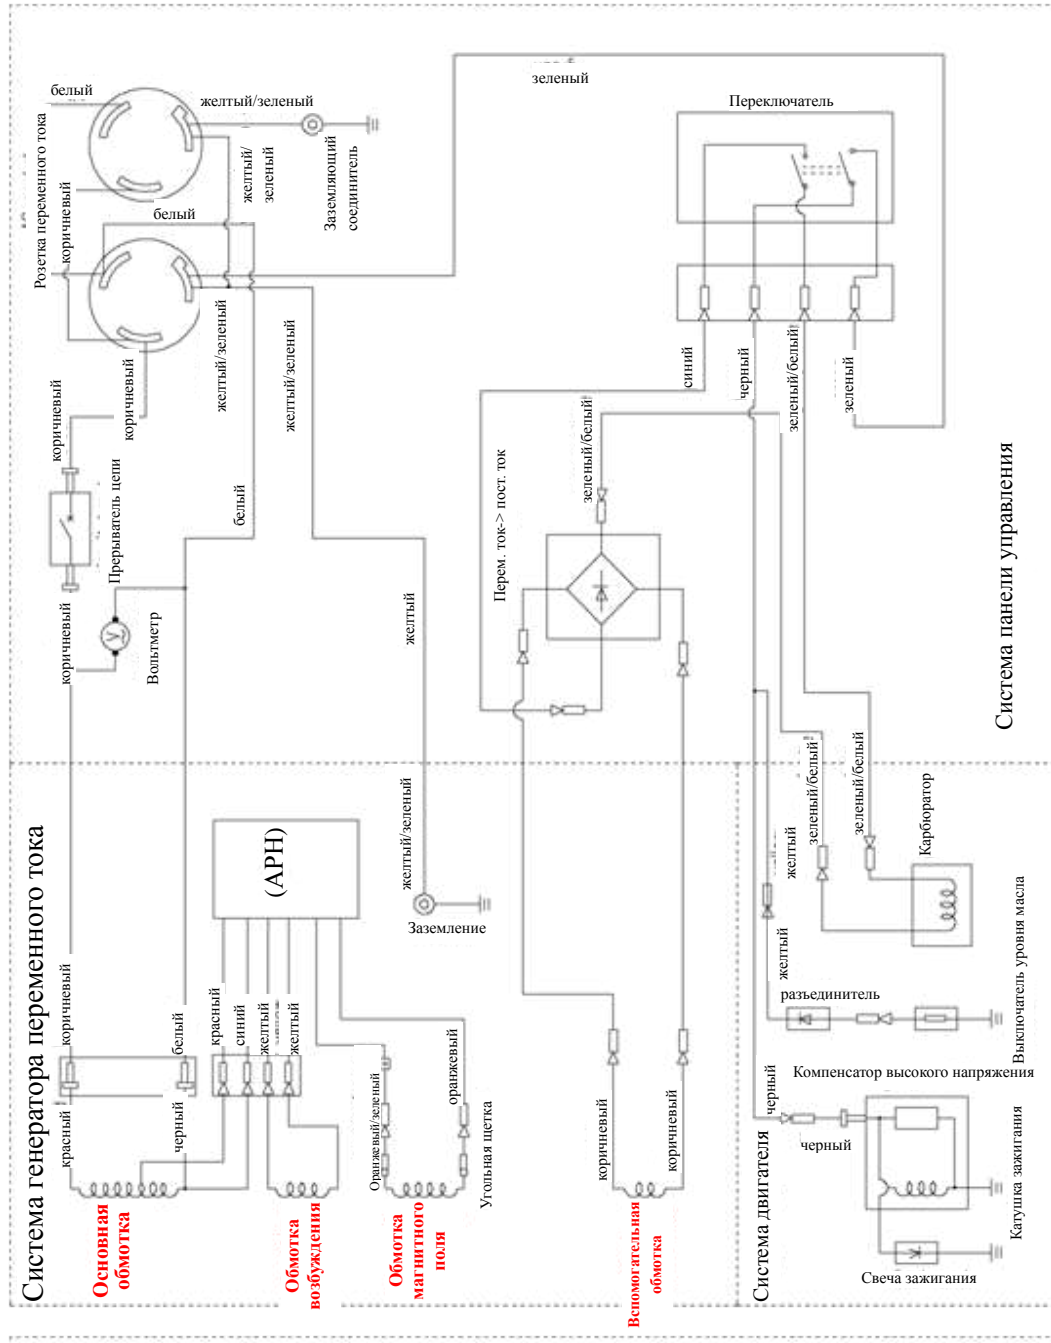 белый
желтый/зеленый
зеленый
Переключатель
Розетка переменного тока
коричневый
желтый/
зеленый
Заземляющий
соединитель
белый
желтый/зеленый
желтый/зеленый
коричневый
коричневый
Прерыватель цепи
белый
коричневый
Вольтметр
желтый
синий
черный
зеленый/белый
зеленый
зеленый/белый
Перем. ток-> пост. ток
Система панели управления
Система генератора переменного тока
(АРН)
желтый/зеленый
Заземление
коричневый
белый
красный
синий
желтый
желтый
красный
черный
Оранжевый/зеленый
оранжевый
Угольная щетка
коричневый
коричневый
Основная
обмотка
Обмотка
возбуждения
Обмотка
магнитного
поля
Вспомогательная
обмотка
желтый
зеленый/белый
зеленый/белый
Карбюратор
желтый
разъединитель
Выключатель уровня масла
Компенсатор высокого напряжения
черный
черный
Система двигателя
Катушка зажигания
Свеча зажигания